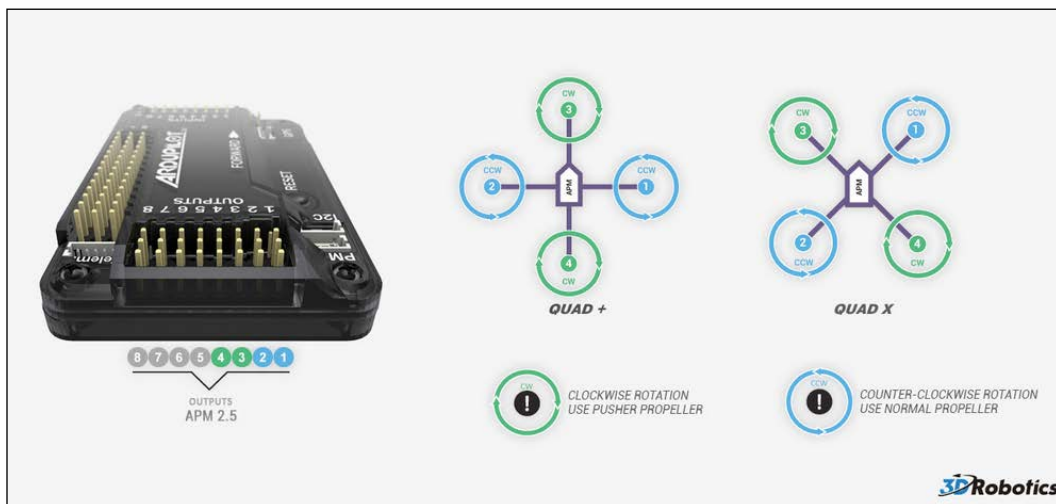 ARDUPILOT
FORWARD
LIPO
RESET
OUTPUTS
1 2 3 4 5 6 7 8
I2C
PM
telem
8 7 6 5 4 3 2 1
OUTPUTS
APM 2.5
CW
3
CCW
2
APM
CCW
1
4
CW
QUAD +
CW
3
CCW
1
APM
2
CCW
4
CW
QUAD X
CW
!
CLOCKWISE ROTATION
USE PUSHER PROPELLER
CCW
!
COUNTER-CLOCKWISE ROTATION
USE NORMAL PROPELLER
3DRobotics